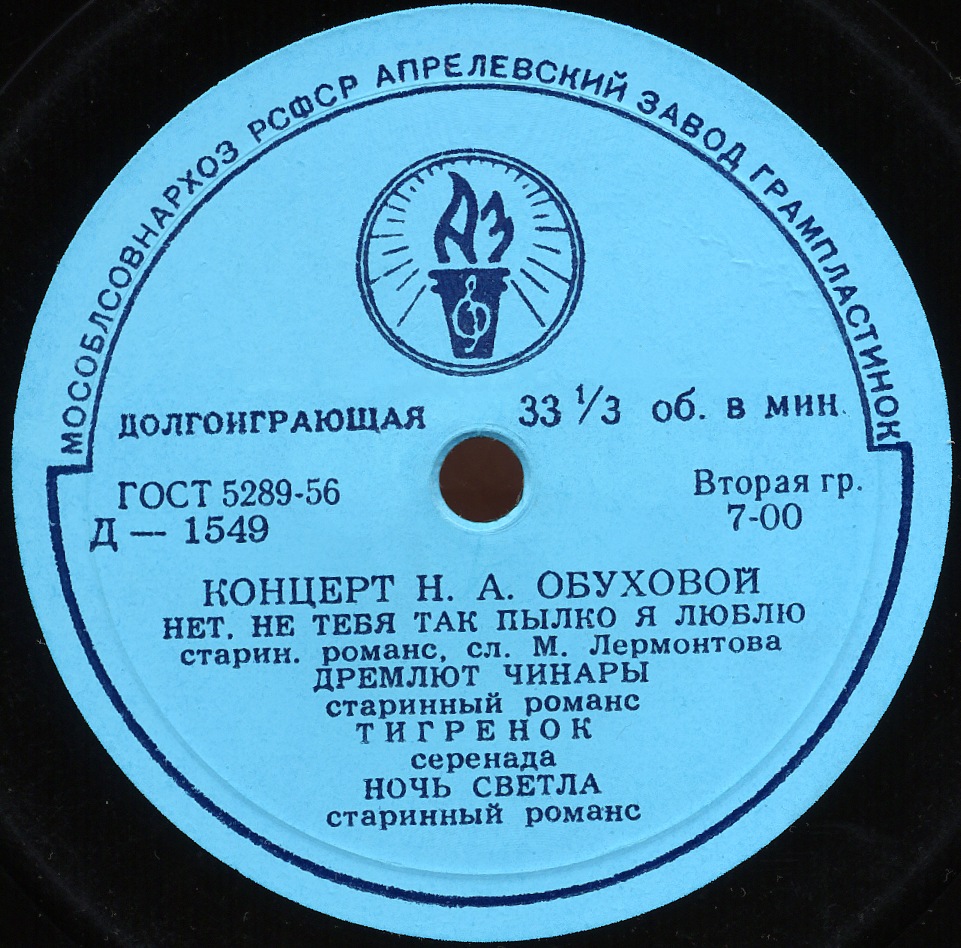 МОСОБЛСОВНАРХОЗ РСФСР АПРЕЛЕВСКИЙ ЗАВОД ГРАМПЛАСТИНОК
АЗ
ДОЛГОИГРАЮЩАЯ 33 1/3 об. в мин.
ГОСТ 5289-56 Вторая гр.
Д — 1549 7-00
КОНЦЕРТ Н. А. ОБУХОВОЙ
НЕТ, НЕ ТЕБЯ ТАК ПЫЛКО Я ЛЮБЛЮ
старин. романс, сл. М. Лермонтова
ДРЕМЛЮТ ЧИНАРЫ
старинный романс
ТИГРЕНОК
серенада
НОЧЬ СВЕТЛА
старинный романс